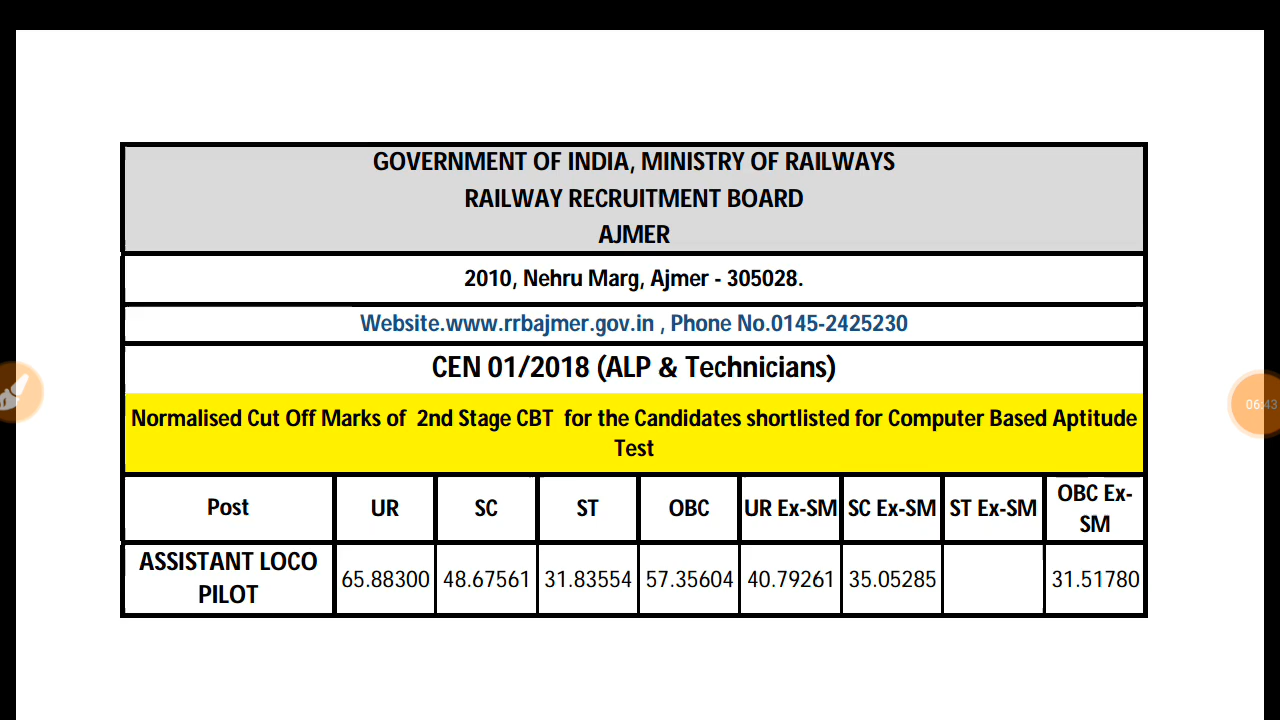 GOVERNMENT OF INDIA, MINISTRY OF RAILWAYS
RAILWAY RECRUITMENT BOARD
AJMER
2010, Nehru Marg, Ajmer - 305028.
Website.www.rrbajmer.gov.in , Phone No.0145-2425230
CEN 01/2018 (ALP & Technicians)
Normalised Cut Off Marks of 2nd Stage CBT for the Candidates shortlisted for Computer Based Aptitude
Test
Post UR SC ST OBC UR Ex-SM SC Ex-SM ST Ex-SM OBC Ex-
SM
ASSISTANT LOCO
PILOT 65.88300 48.67561 31.83554 57.35604 40.79261 35.05285 31.51780
06:43